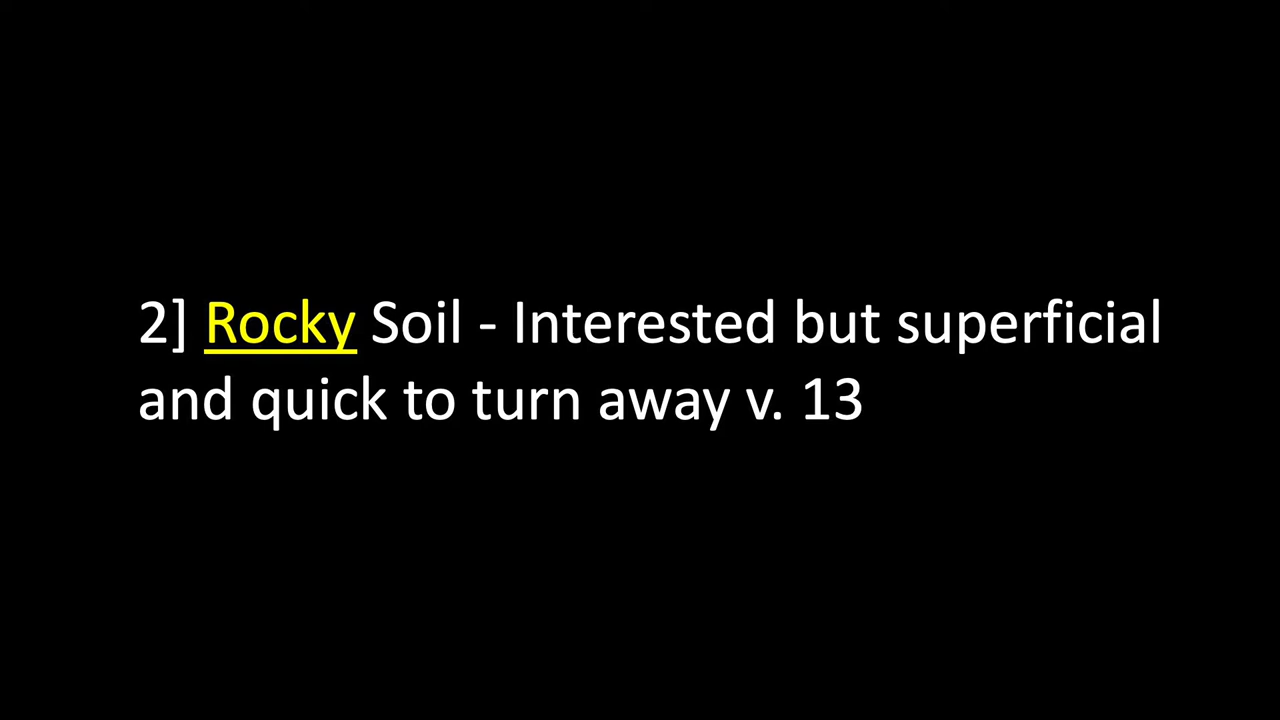 2] Rocky Soil - Interested but superficial
and quick to turn away v. 13